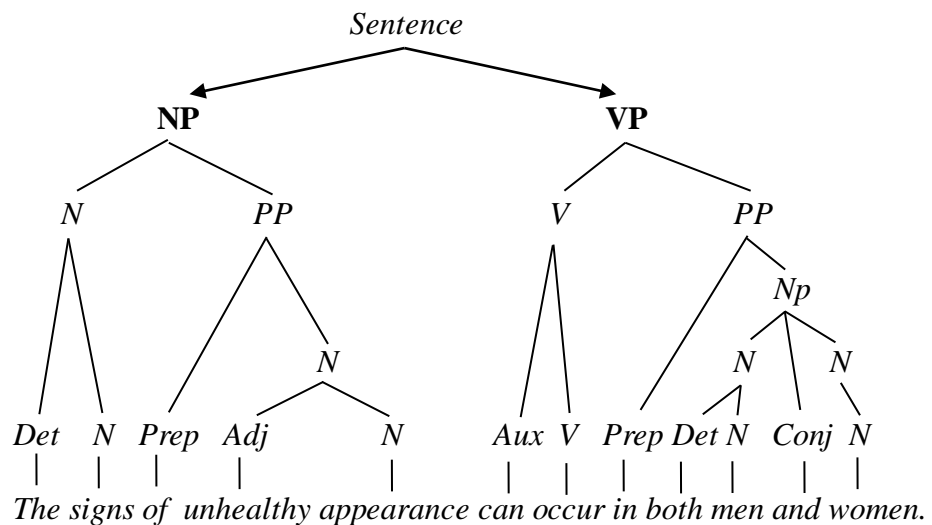 Sentence
NP VP
N PP V PP
Np
N N N
Det N Prep Adj N Aux V Prep Det N Conj N
The signs of unhealthy appearance can occur in both men and women.